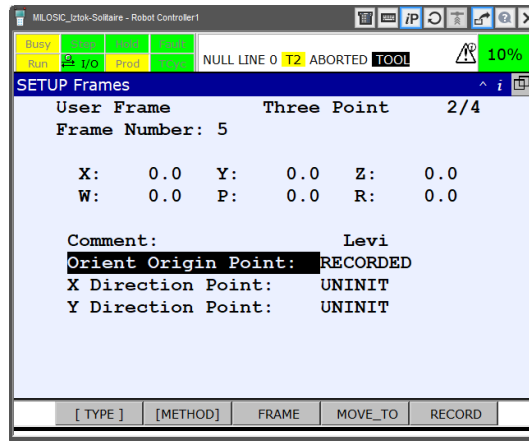 MILOSIC_Iztok-Solitaire - Robot Controller1
Busy Step Hold Fault
Run I/O Prod TCyc
NULL LINE 0 T2 ABORTED TOOL
10%
SETUP Frames
i
User Frame Three Point 2/4
Frame Number: 5
X: 0.0 Y: 0.0 Z: 0.0
W: 0.0 P: 0.0 R: 0.0
Comment: Levi
Orient Origin Point: RECORDED
X Direction Point: UNINIT
Y Direction Point: UNINIT
[ TYPE ] [METHOD] FRAME MOVE_TO RECORD